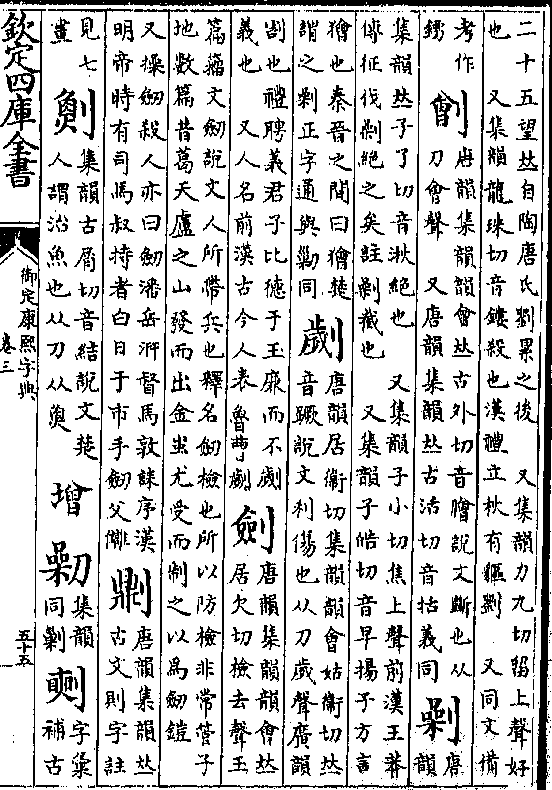 欽定四庫全書
御定康熙字典
卷三
五十五
二十五望𠀤自陶唐氏劉累之後　又集韻力九切留上聲好
也　又集韻龍珠切音鏤殺也漢禮立秋有貙劉　又同文備
考作
鎦
劊
唐韻集韻韻會𠀤古外切音膾說文斷也从
刀會聲　又唐韻集韻𠀤古活切音括義同
剿
唐
韻
集韻𠀤子了切音湫絕也　又集韻子小切焦上聲前漢王莽
傳征伐剿絕之矣註剿截也　又集韻子皓切音早揚子方言
獪也秦晉之閒曰獪楚
謂之剿正字通與勦同
劌
唐韻居衞切集韻韻會姑衞切𠀤
音蹶說文利傷也从刀歲聲廣韻
割也　禮聘義君子比德于玉廉而不劌
義也　又人名前漢古今人表魯曹劌
劒
唐韻集韻韻會𠀤
居欠切檢去聲玉
篇籀文劒說文人所帶兵也釋名劒檢也所以防檢非常管子
地數篇昔葛天盧之山發而出金蚩尤受而制之以爲劒鎧
又操劒殺人亦曰劒潘岳汧督馬敦誄序漢
明帝時有司馬叔持者白日于市手劒父讎
唐韻集韻𠀤
古文則字註
見七
畫
魝
集韻古屑切音結說文楚
人謂治魚也从刀从魚
增
集韻
同剿
字彙
補古